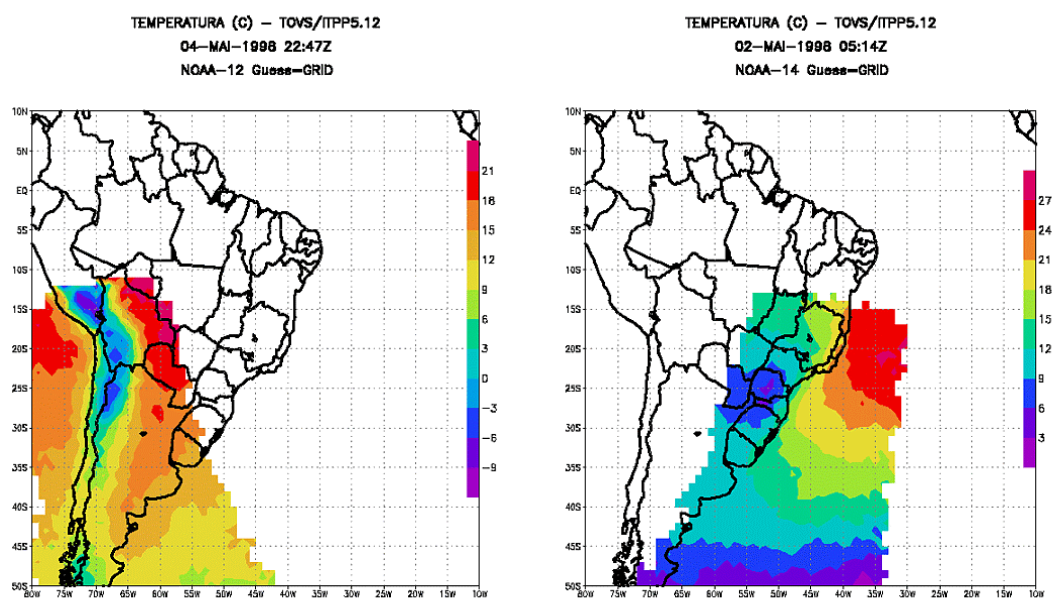 TEMPERATURA (C) – TOVS/ITPP5.12
04–MAI–1998 22:47Z
NOAA–12 Guess–GRID
10N
5N
EQ
5S
10S
15S
20S
25S
30S
35S
40S
45S
50S
80W 75W 70W 65W 60W 55W 50W 45W 40W 35W 30W 25W 20W 15W 10W
21
18
15
12
9
6
3
0
−3
−6
−9
TEMPERATURA (C) – TOVS/ITPP5.12
02–MAI–1998 05:14Z
NOAA–14 Guess–GRID
10N
5N
EQ
5S
10S
15S
20S
25S
30S
35S
40S
45S
50S
80W 75W 70W 65W 60W 55W 50W 45W 40W 35W 30W 25W 20W 15W 10W
27
24
21
18
15
12
9
6
3